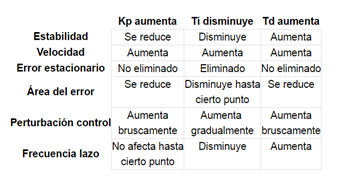 Kp aumenta Ti disminuye Td aumenta
Estabilidad Se reduce Disminuye Aumenta
Velocidad Aumenta Aumenta Aumenta
Error estacionario No eliminado Eliminado No eliminado
Área del error Se reduce Disminuye hasta cierto punto Se reduce
Perturbación control Aumenta bruscamente Aumenta gradualmente Aumenta bruscamente
Frecuencia lazo No afecta hasta cierto punto Disminuye Aumenta